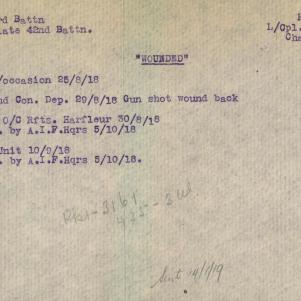 rd Battn
ate 42nd Battn.
L/Cpl.
Cha
"WOUNDED"
/occasion 25/8/18
nd Con. Dep. 29/8/18 Gun shot wound back
O/C Rfts. Harfleur 30/8/18
. by A.I.F.Hqrs 5/10/18
Unit 10/9/18
. by A.I.F.Hqrs 5/10/18.